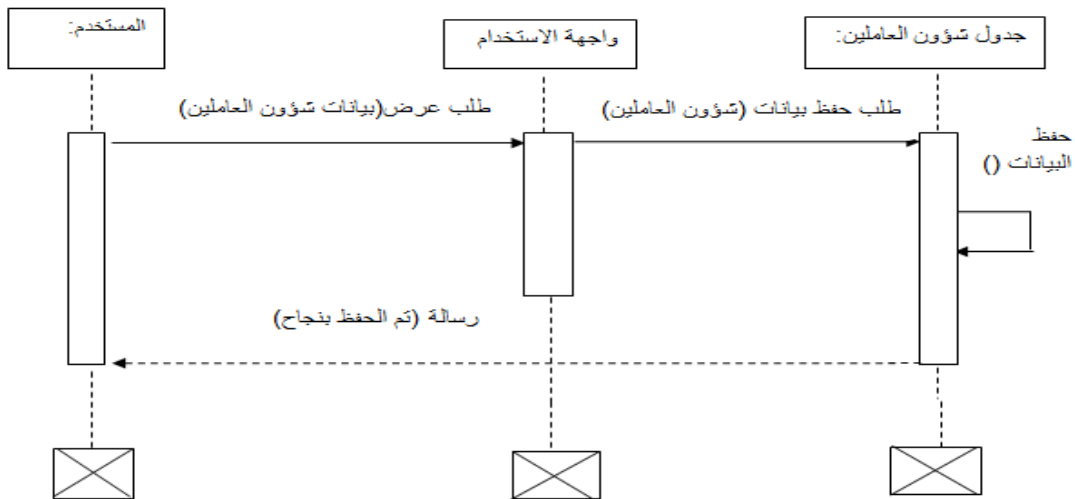 المستخدم:
واجهة الاستخدام
جدول شؤون العاملين:
طلب عرض(بيانات شؤون العاملين)
طلب حفظ بيانات (شؤون العاملين)
حفظ
البيانات ()
رسالة (تم الحفظ بنجاح)